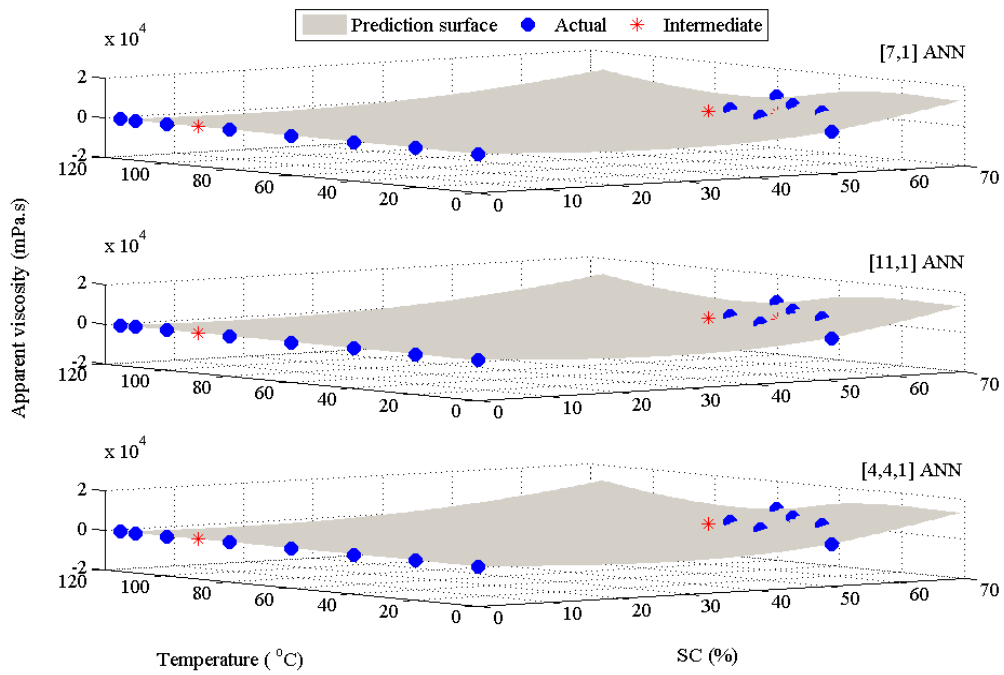 Prediction surface Actual Intermediate
x 10^4
[7,1] ANN
2
0
-2
120 100 80 60 40 20 0
0 10 20 30 40 50 60 70
x 10^4
[11,1] ANN
2
0
-2
120 100 80 60 40 20 0
0 10 20 30 40 50 60 70
x 10^4
[4,4,1] ANN
2
0
-2
120 100 80 60 40 20 0
0 10 20 30 40 50 60 70
Apparent viscosity (mPa.s)
Temperature ( °C)
SC (%)